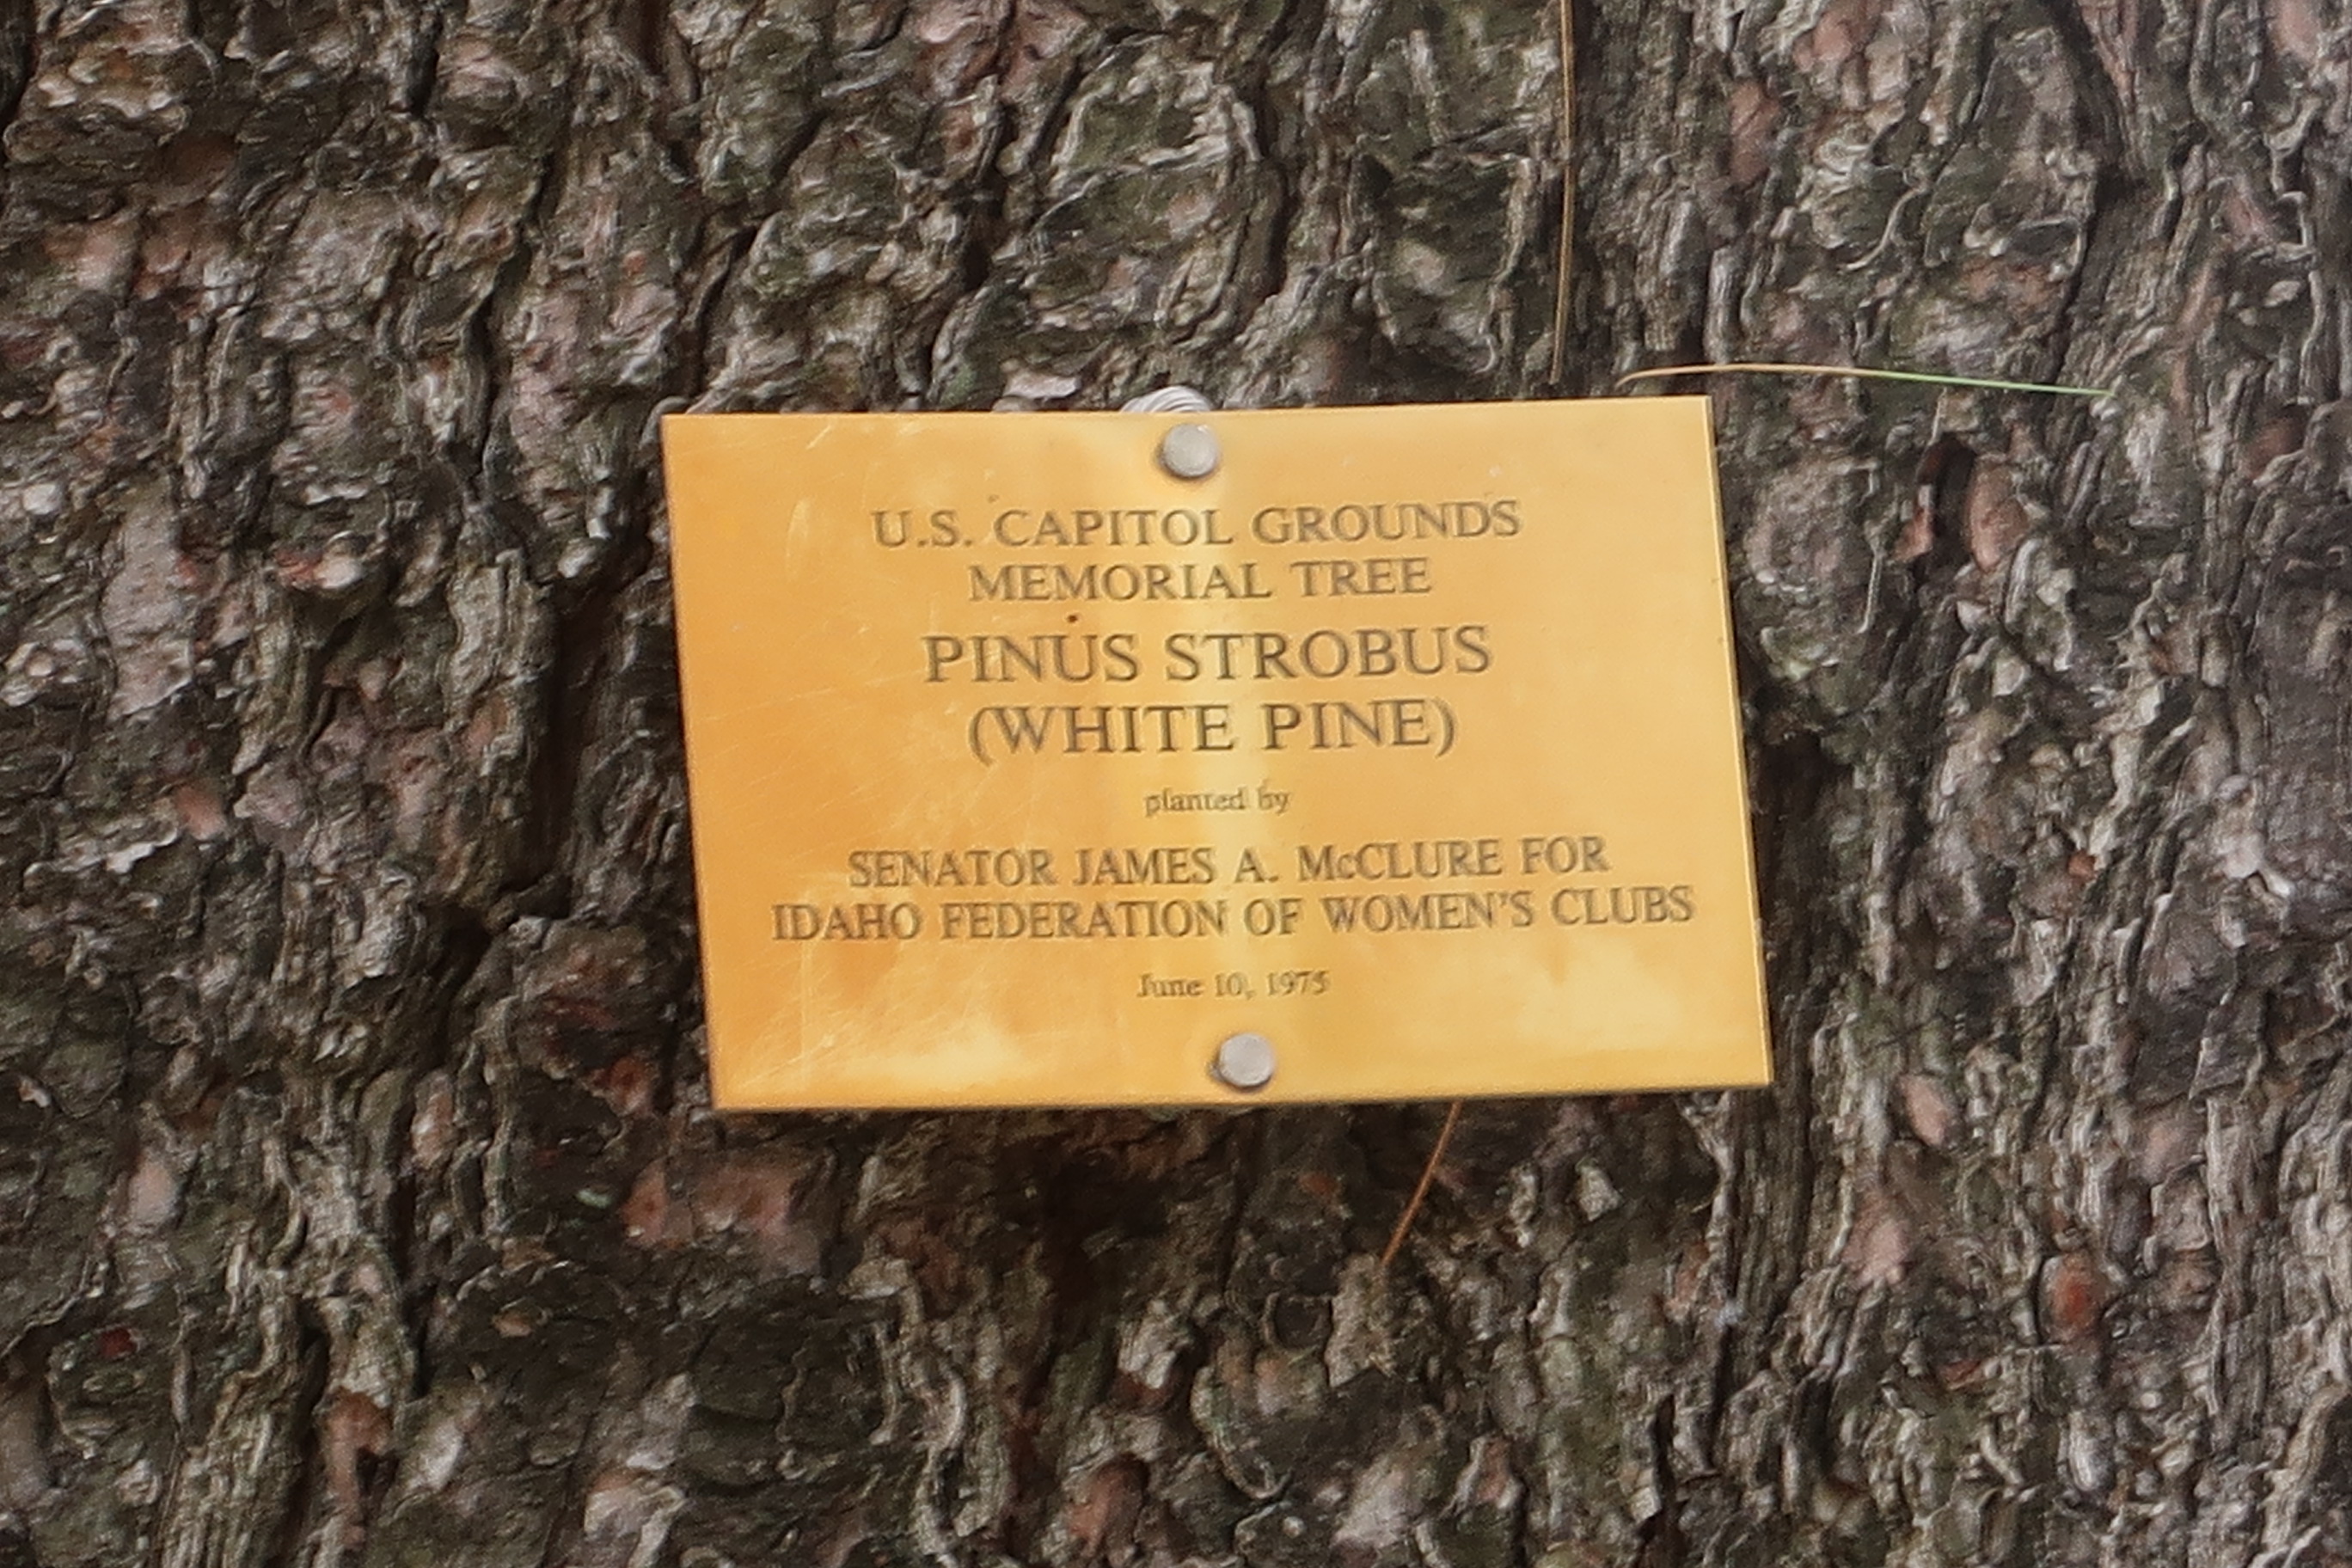 U.S. CAPITOL GROUNDS
MEMORIAL TREE
PINUS STROBUS
(WHITE PINE)
planted by
SENATOR JAMES A. McCLURE FOR
IDAHO FEDERATION OF WOMEN'S CLUBS
June 10, 1975